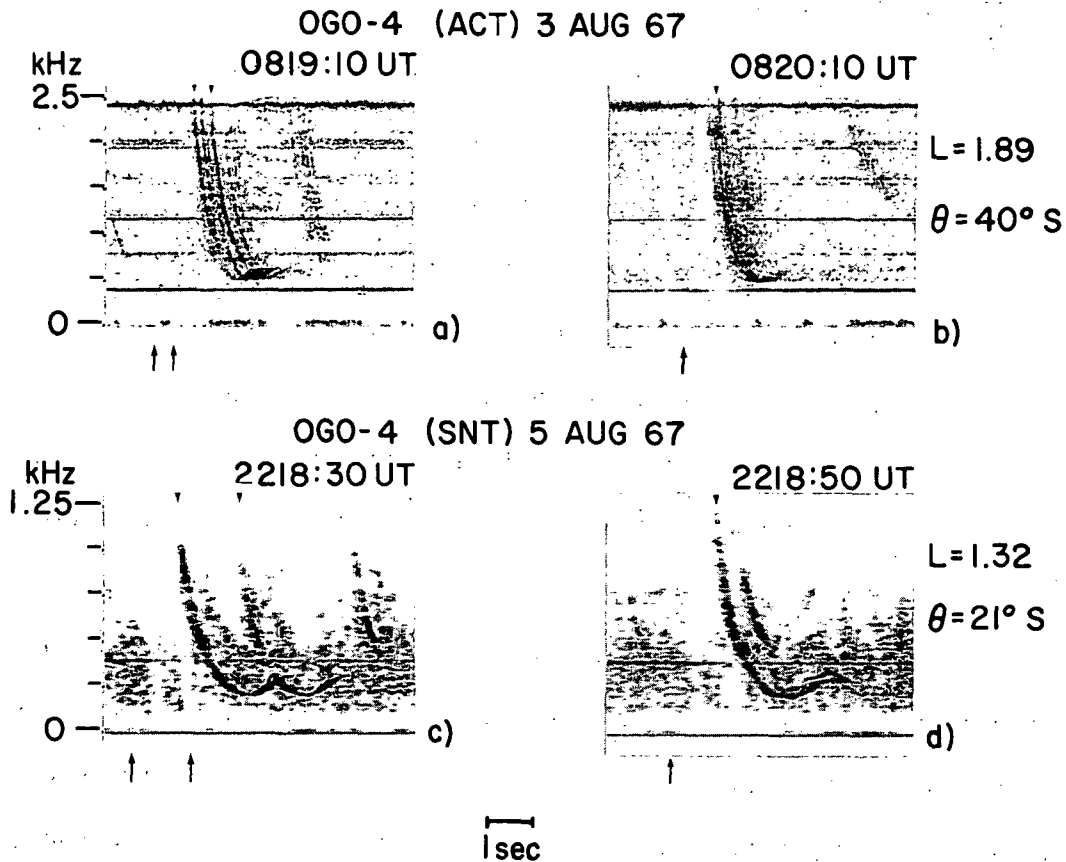 OGO-4 (ACT) 3 AUG 67
kHz
0819:10 UT
0820:10 UT
2.5
L=1.89
θ=40° S
0
a)
b)
OGO-4 (SNT) 5 AUG 67
kHz
2218:30 UT
2218:50 UT
1.25
L=1.32
θ=21° S
0
c)
d)
1sec